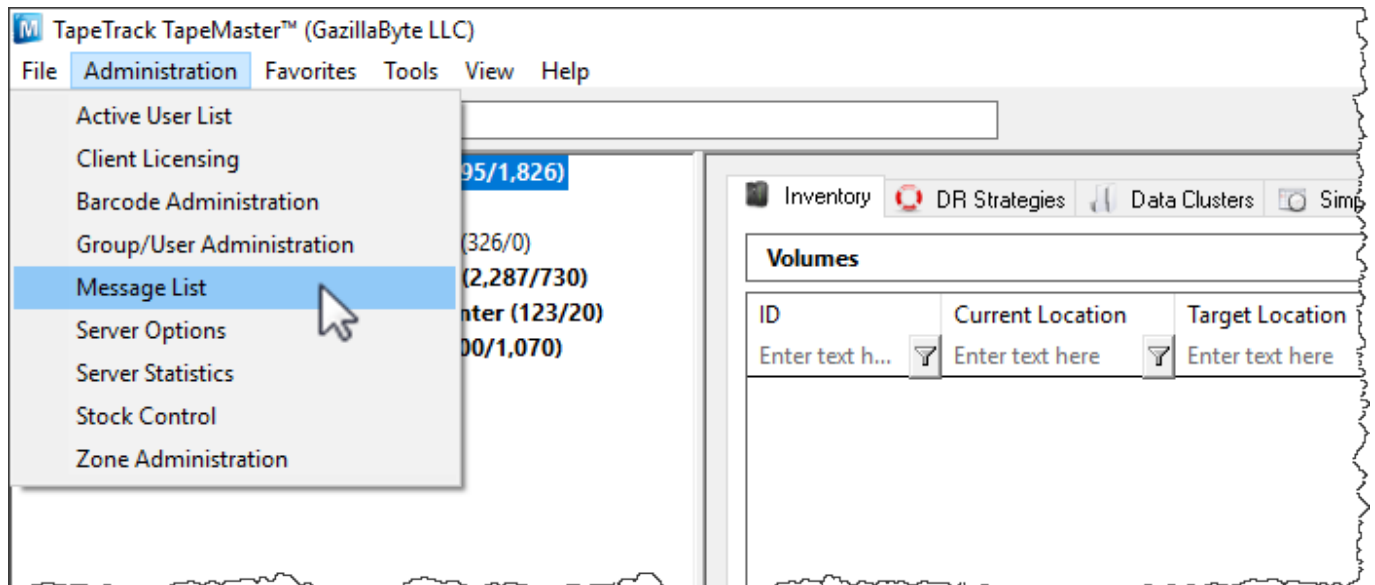 TapeTrack TapeMaster™ (GazillaByte LLC)
File Administration Favorites Tools View Help
Active User List
Client Licensing
Barcode Administration
Group/User Administration
Message List
Server Options
Server Statistics
Stock Control
Zone Administration
95/1,826)
(326/0)
(2,287/730)
nter (123/20)
00/1,070)
Inventory DR Strategies Data Clusters Simp
Volumes
ID Current Location Target Location
Enter text h... Enter text here Enter text here